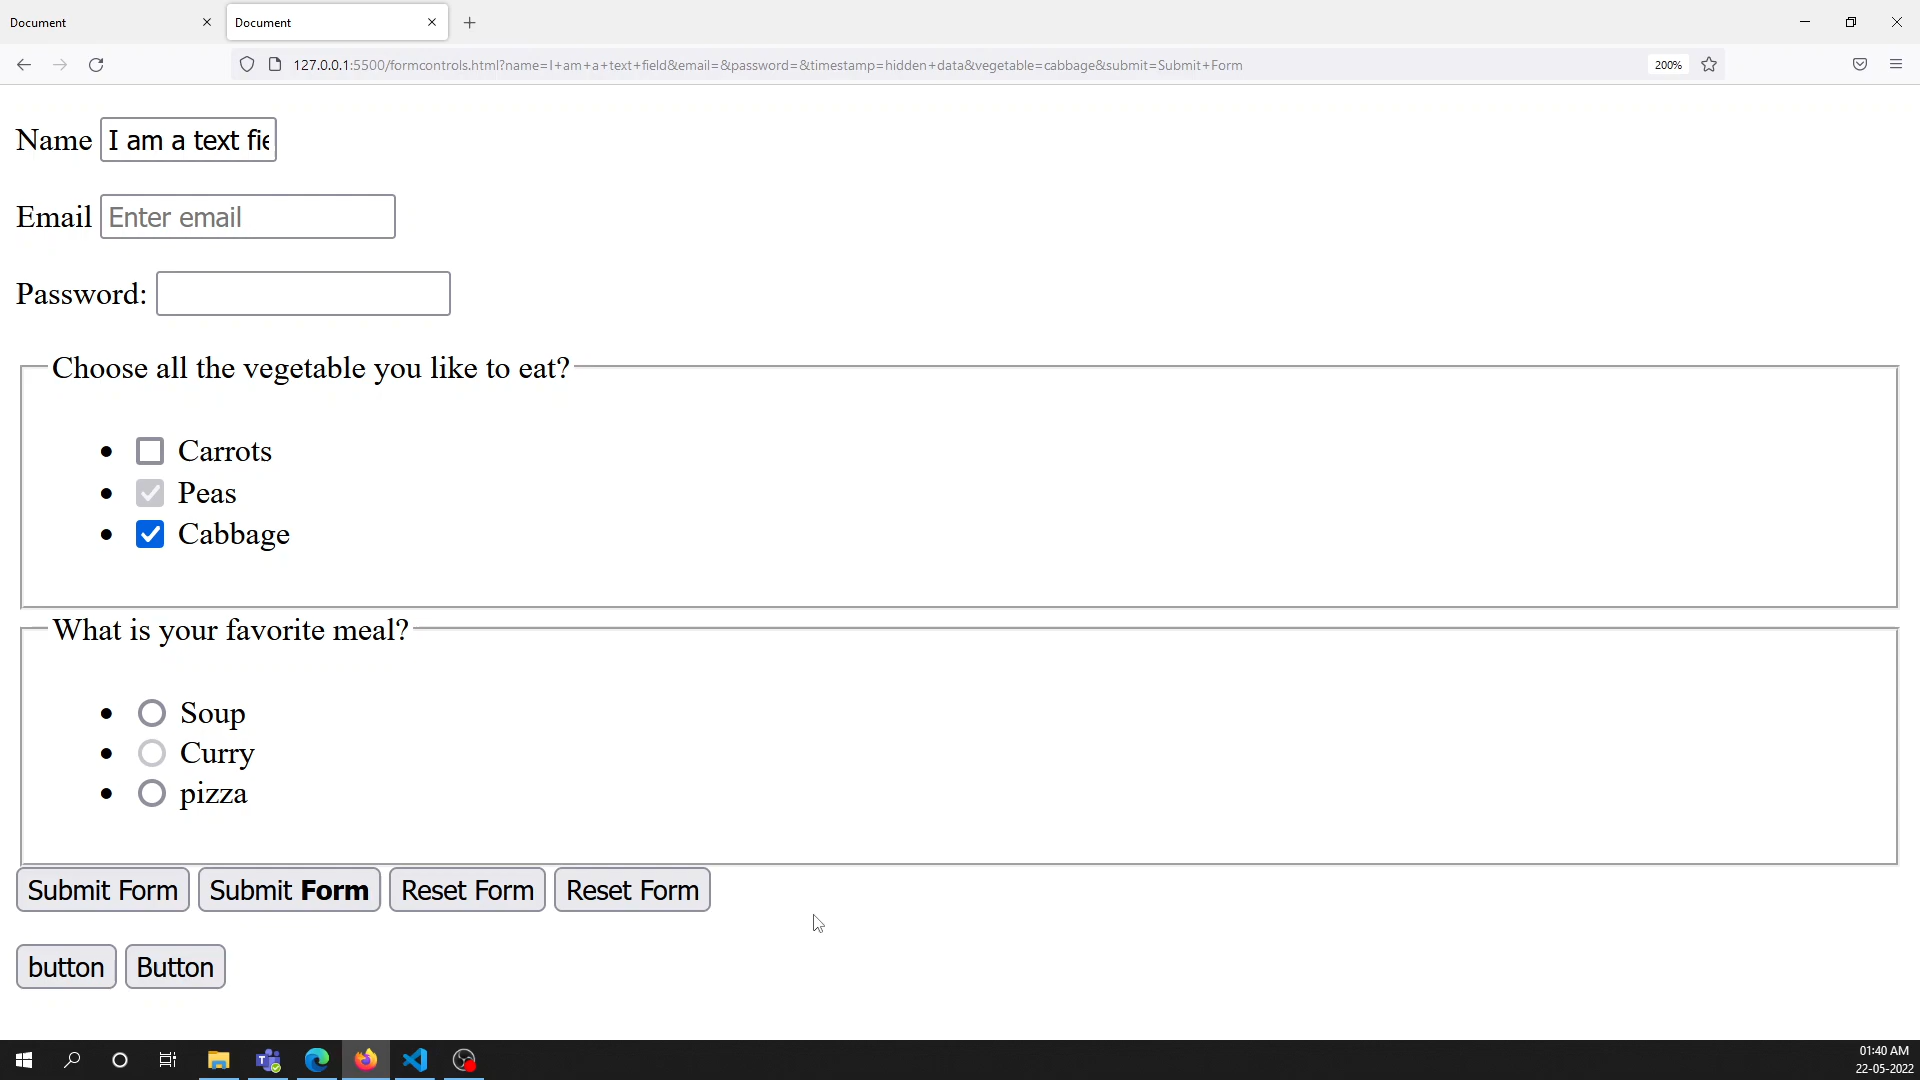 Document
Document
127.0.0.1:5500/formcontrols.html?name=I+am+a+text+field&email=&password=&timestamp=hidden+data&vegetable=cabbage&submit=Submit+Form
200%
Name I am a text fie
Email Enter email
Password:
Choose all the vegetable you like to eat?
Carrots
Peas
Cabbage
What is your favorite meal?
Soup
Curry
pizza
Submit Form Submit Form Reset Form Reset Form
button Button
01:40 AM
22-05-2022